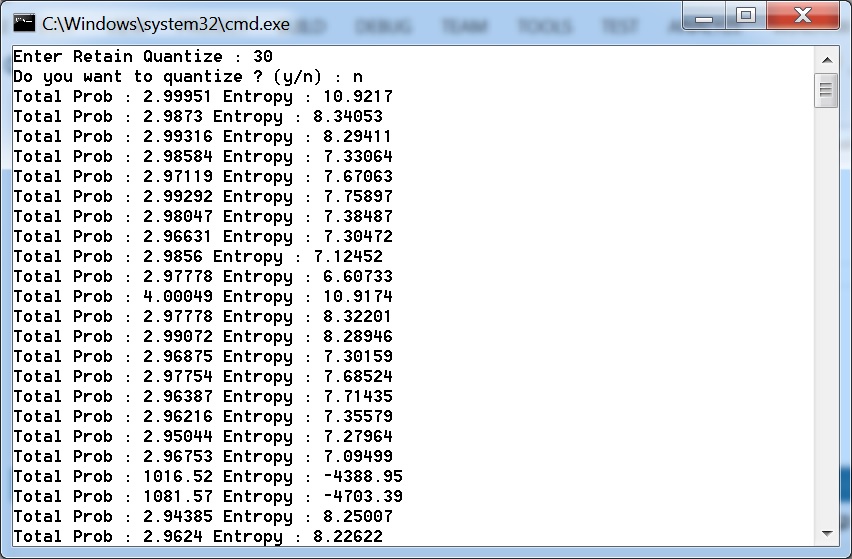 C:\Windows\system32\cmd.exe
DEBUG TEAM TOOLS TEST
Enter Retain Quantize : 30
Do you want to quantize ? (y/n) : n
Total Prob : 2.99951 Entropy : 10.9217
Total Prob : 2.9873 Entropy : 8.34053
Total Prob : 2.99316 Entropy : 8.29411
Total Prob : 2.98584 Entropy : 7.33064
Total Prob : 2.97119 Entropy : 7.67063
Total Prob : 2.99292 Entropy : 7.75897
Total Prob : 2.98047 Entropy : 7.38487
Total Prob : 2.96631 Entropy : 7.30472
Total Prob : 2.9856 Entropy : 7.12452
Total Prob : 2.97778 Entropy : 6.60733
Total Prob : 4.00049 Entropy : 10.9174
Total Prob : 2.97778 Entropy : 8.32201
Total Prob : 2.99072 Entropy : 8.28946
Total Prob : 2.96875 Entropy : 7.30159
Total Prob : 2.97754 Entropy : 7.68524
Total Prob : 2.96387 Entropy : 7.71435
Total Prob : 2.96216 Entropy : 7.35579
Total Prob : 2.95044 Entropy : 7.27964
Total Prob : 2.96753 Entropy : 7.09499
Total Prob : 1016.52 Entropy : -4388.95
Total Prob : 1081.57 Entropy : -4703.39
Total Prob : 2.94385 Entropy : 8.25007
Total Prob : 2.9624 Entropy : 8.22622